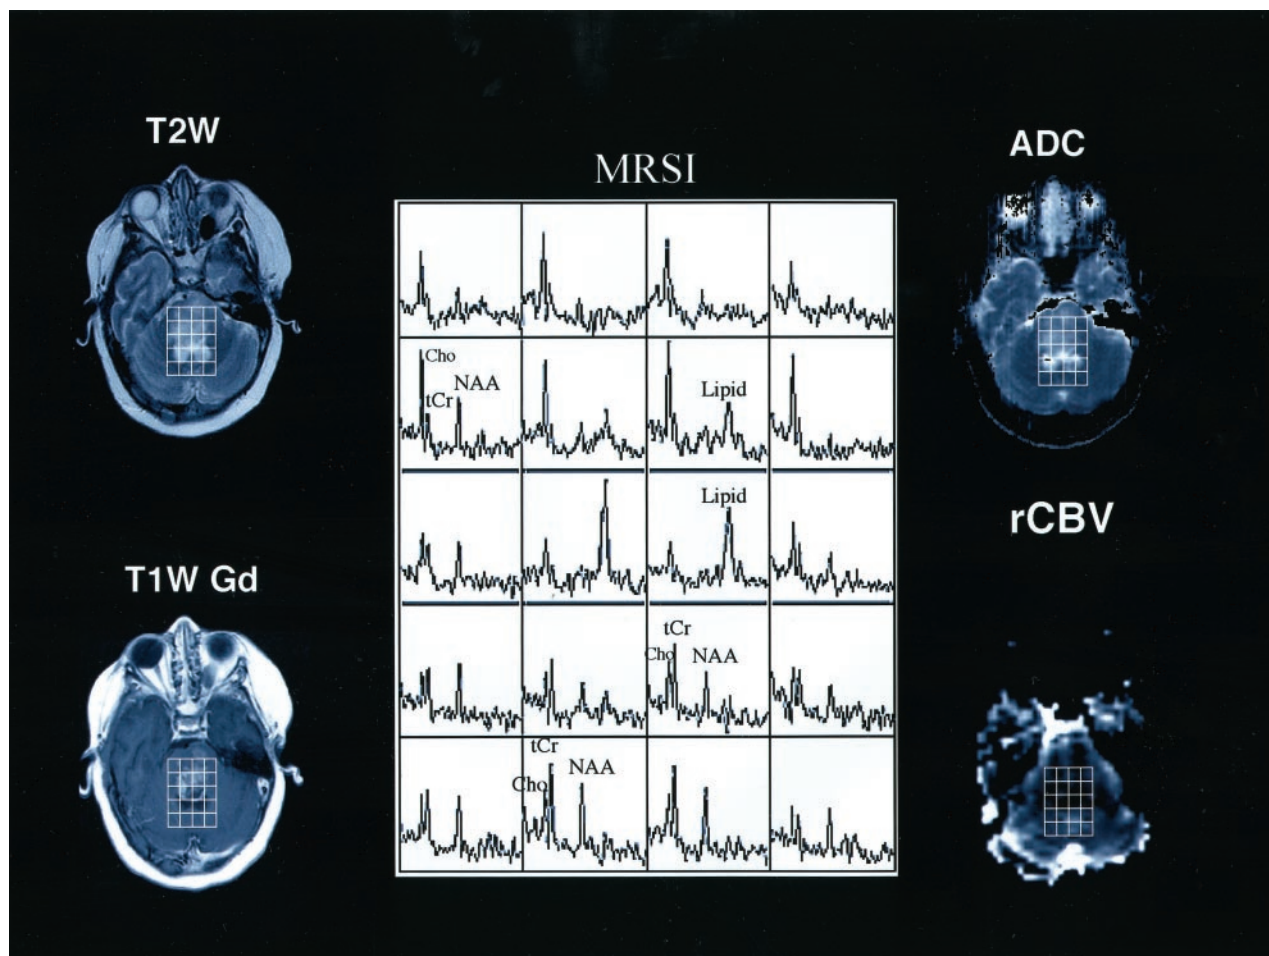 T2W
MRSI
ADC
Cho
NAA
tCr
Lipid
Lipid
rCBV
T1W Gd
tCr
Cho
NAA
tCr
NAA
Cho